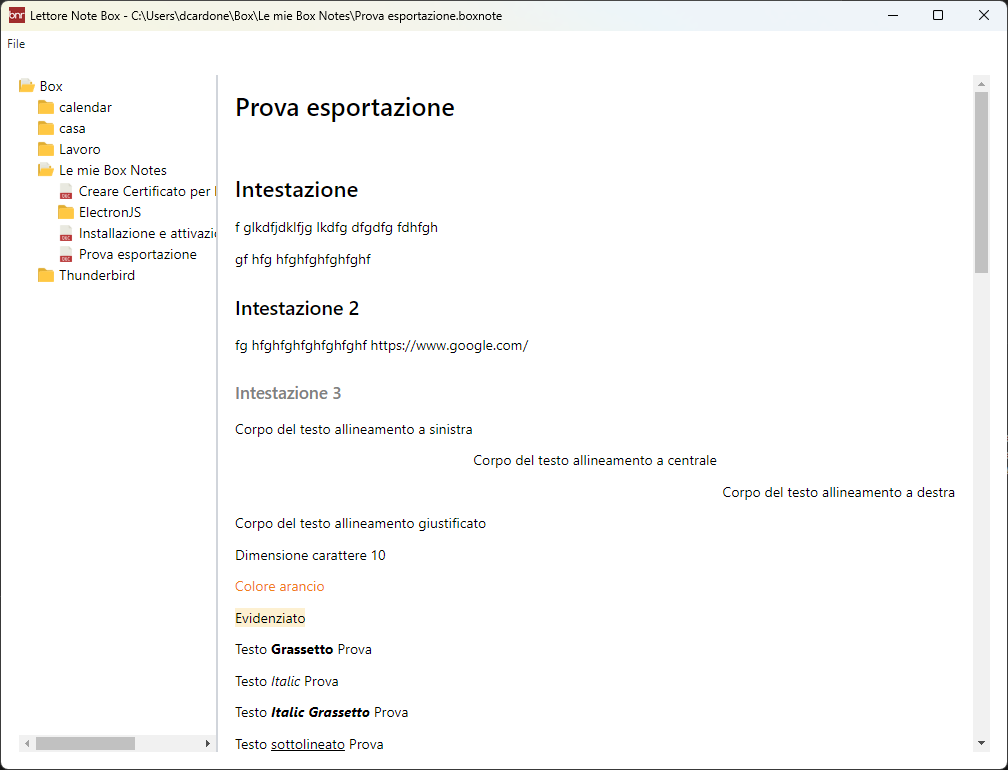 bnr Lettore Note Box - C:\Users\dcardone\Box\Le mie Box Notes\Prova esportazione.boxnote
File
Box
calendar
casa
Lavoro
Le mie Box Notes
Creare Certificato per
ElectronJS
Installazione e attivazio
Prova esportazione
Thunderbird
Prova esportazione
Intestazione
f glkdfjdklfjg lkdfg dfgdfg fdhfgh
gf hfg hfghfghfghfghf
Intestazione 2
fg hfghfghfghfghfghf https://www.google.com/
Intestazione 3
Corpo del testo allineamento a sinistra
Corpo del testo allineamento a centrale
Corpo del testo allineamento a destra
Corpo del testo allineamento giustificato
Dimensione carattere 10
Colore arancio
Evidenziato
Testo Grassetto Prova
Testo Italic Prova
Testo Italic Grassetto Prova
Testo sottolineato Prova